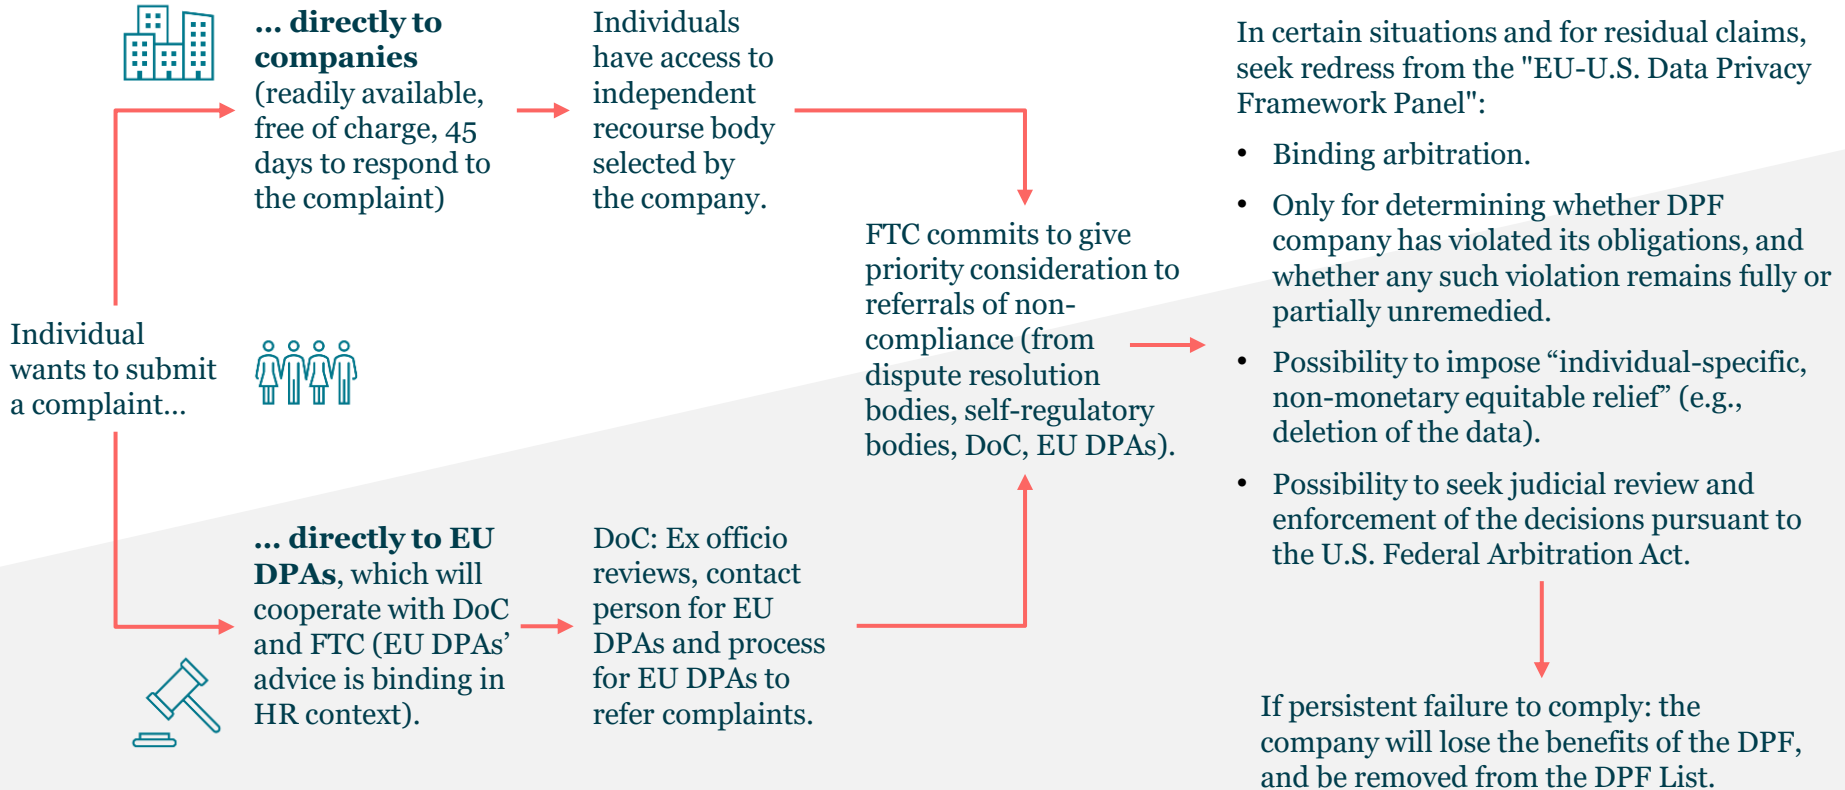 Individual
wants to submit
a complaint...
... directly to
companies
(readily available,
free of charge, 45
days to respond to
the complaint)
Individuals
have access to
independent
recourse body
selected by
the company.
... directly to EU
DPAs, which will
cooperate with DoC
and FTC (EU DPAs’
advice is binding in
HR context).
DoC: Ex officio
reviews, contact
person for EU
DPAs and process
for EU DPAs to
refer complaints.
FTC commits to give
priority consideration to
referrals of non-
compliance (from
dispute resolution
bodies, self-regulatory
bodies, DoC, EU DPAs).
In certain situations and for residual claims,
seek redress from the "EU-U.S. Data Privacy
Framework Panel":
• Binding arbitration.
• Only for determining whether DPF
company has violated its obligations, and
whether any such violation remains fully or
partially unremedied.
• Possibility to impose “individual-specific,
non-monetary equitable relief” (e.g.,
deletion of the data).
• Possibility to seek judicial review and
enforcement of the decisions pursuant to
the U.S. Federal Arbitration Act.
If persistent failure to comply: the
company will lose the benefits of the DPF,
and be removed from the DPF List.